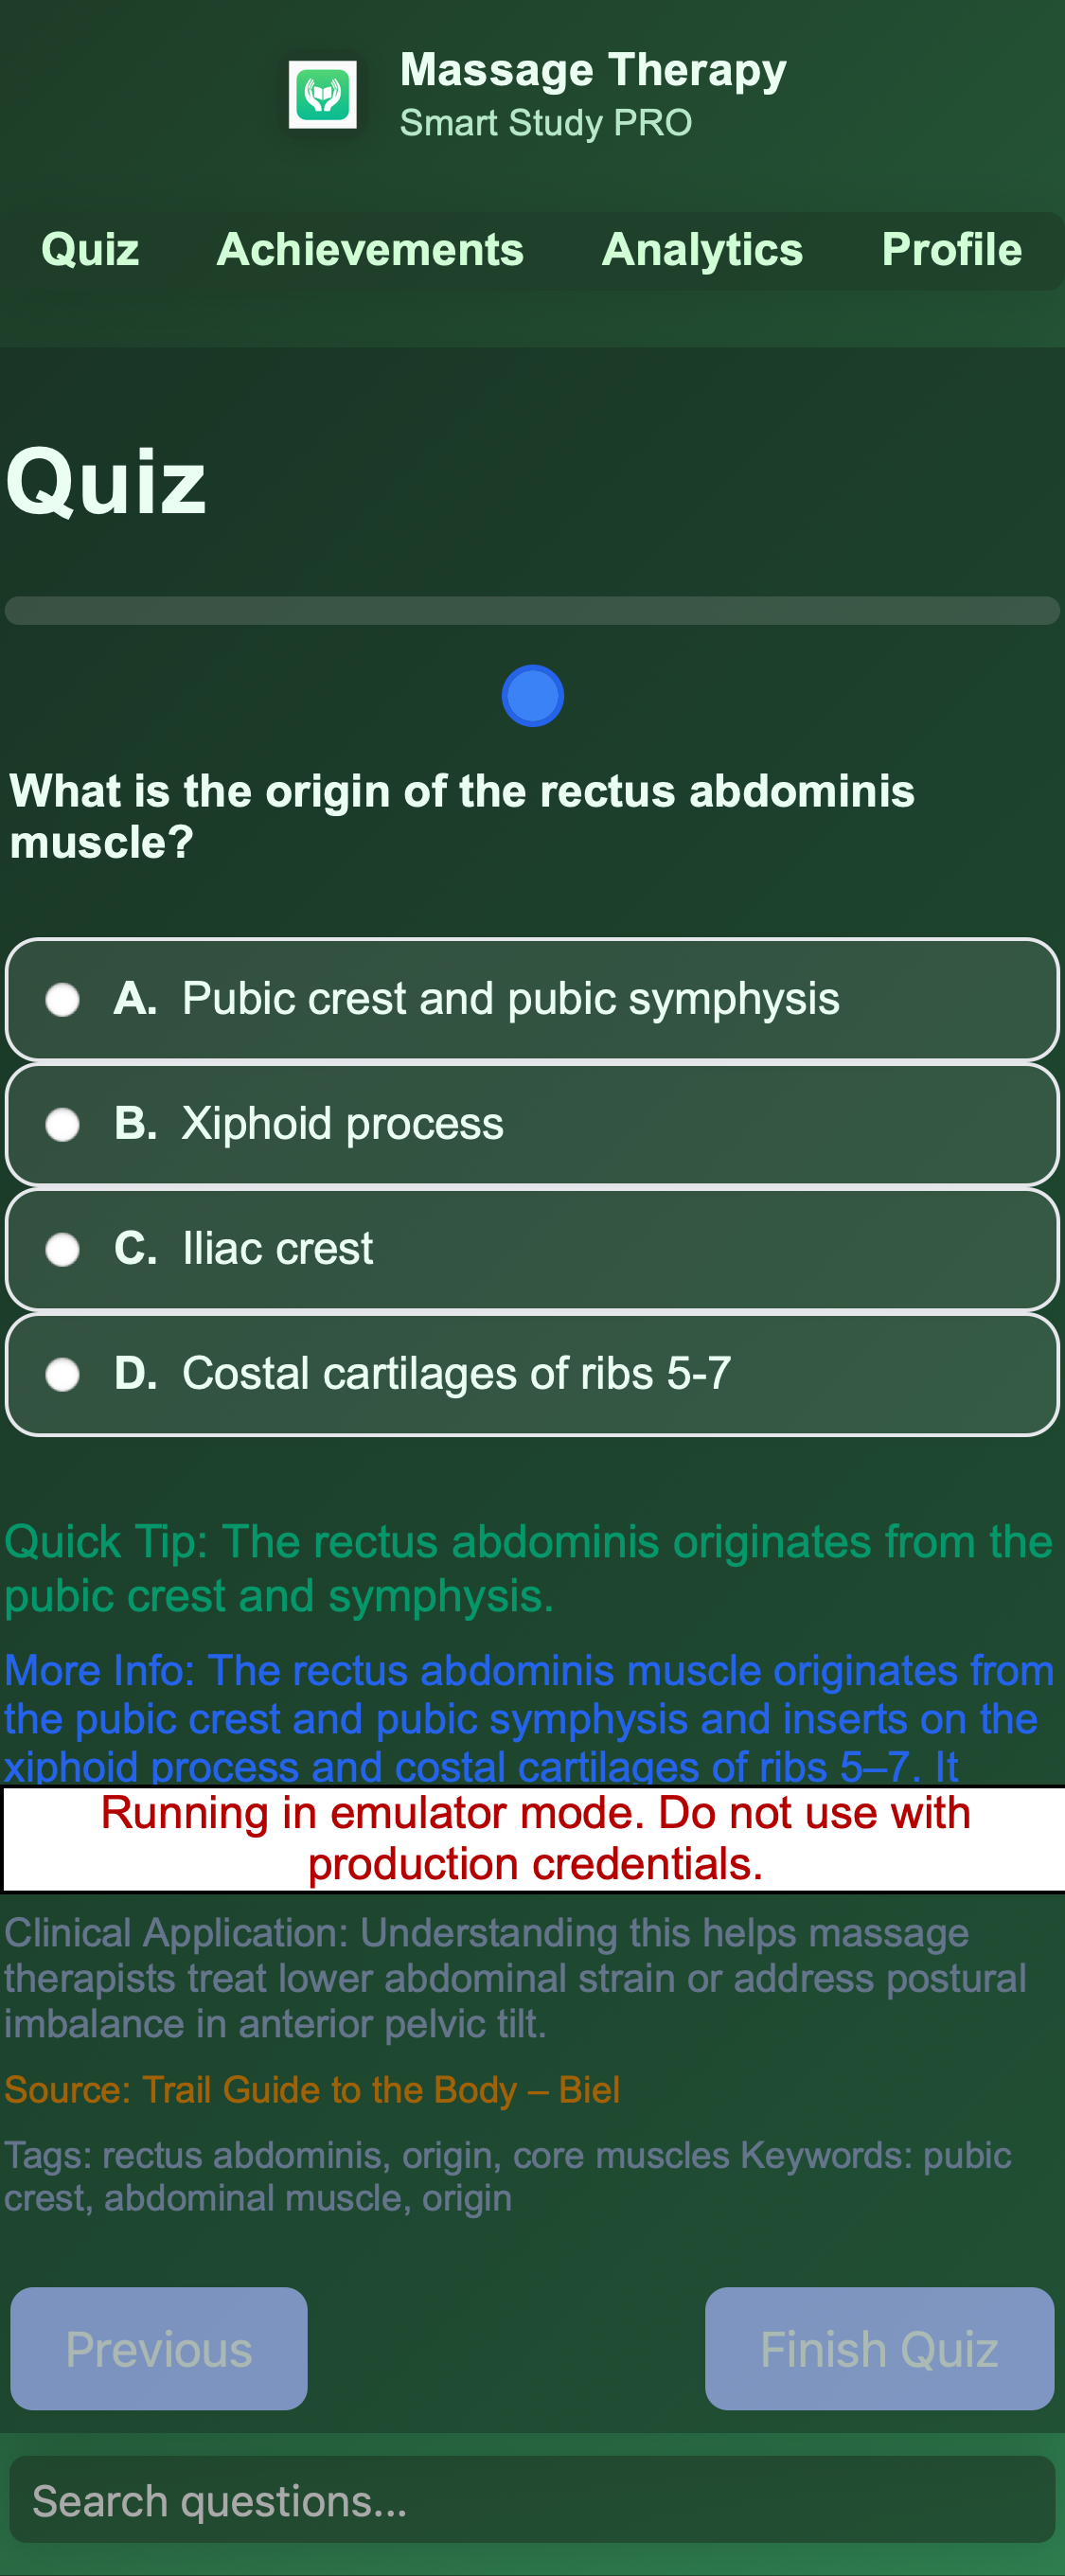 Massage Therapy
Smart Study PRO
Quiz Achievements Analytics Profile
Quiz
What is the origin of the rectus abdominis
muscle?
A. Pubic crest and pubic symphysis
B. Xiphoid process
C. Iliac crest
D. Costal cartilages of ribs 5-7
Quick Tip: The rectus abdominis originates from the
pubic crest and symphysis.
More Info: The rectus abdominis muscle originates from
the pubic crest and pubic symphysis and inserts on the
xiphoid process and costal cartilages of ribs 5–7. It
Running in emulator mode. Do not use with
production credentials.
Clinical Application: Understanding this helps massage
therapists treat lower abdominal strain or address postural
imbalance in anterior pelvic tilt.
Source: Trail Guide to the Body – Biel
Tags: rectus abdominis, origin, core muscles Keywords: pubic
crest, abdominal muscle, origin
Previous Finish Quiz
Search questions...